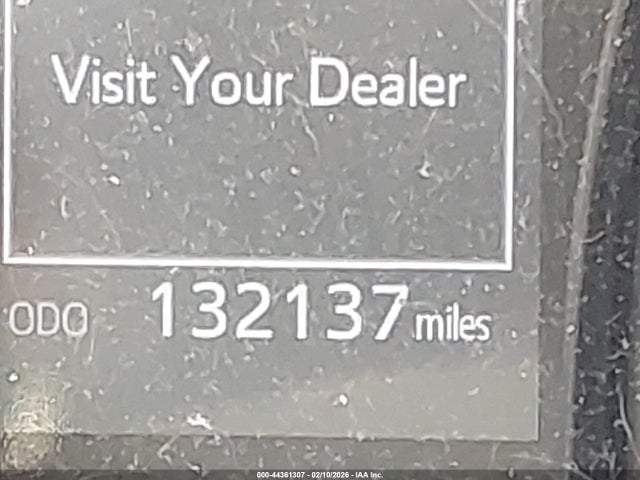 Visit Your Dealer
ODO 132137 miles
000-44361307 - 02/10/2026 - IAA Inc.